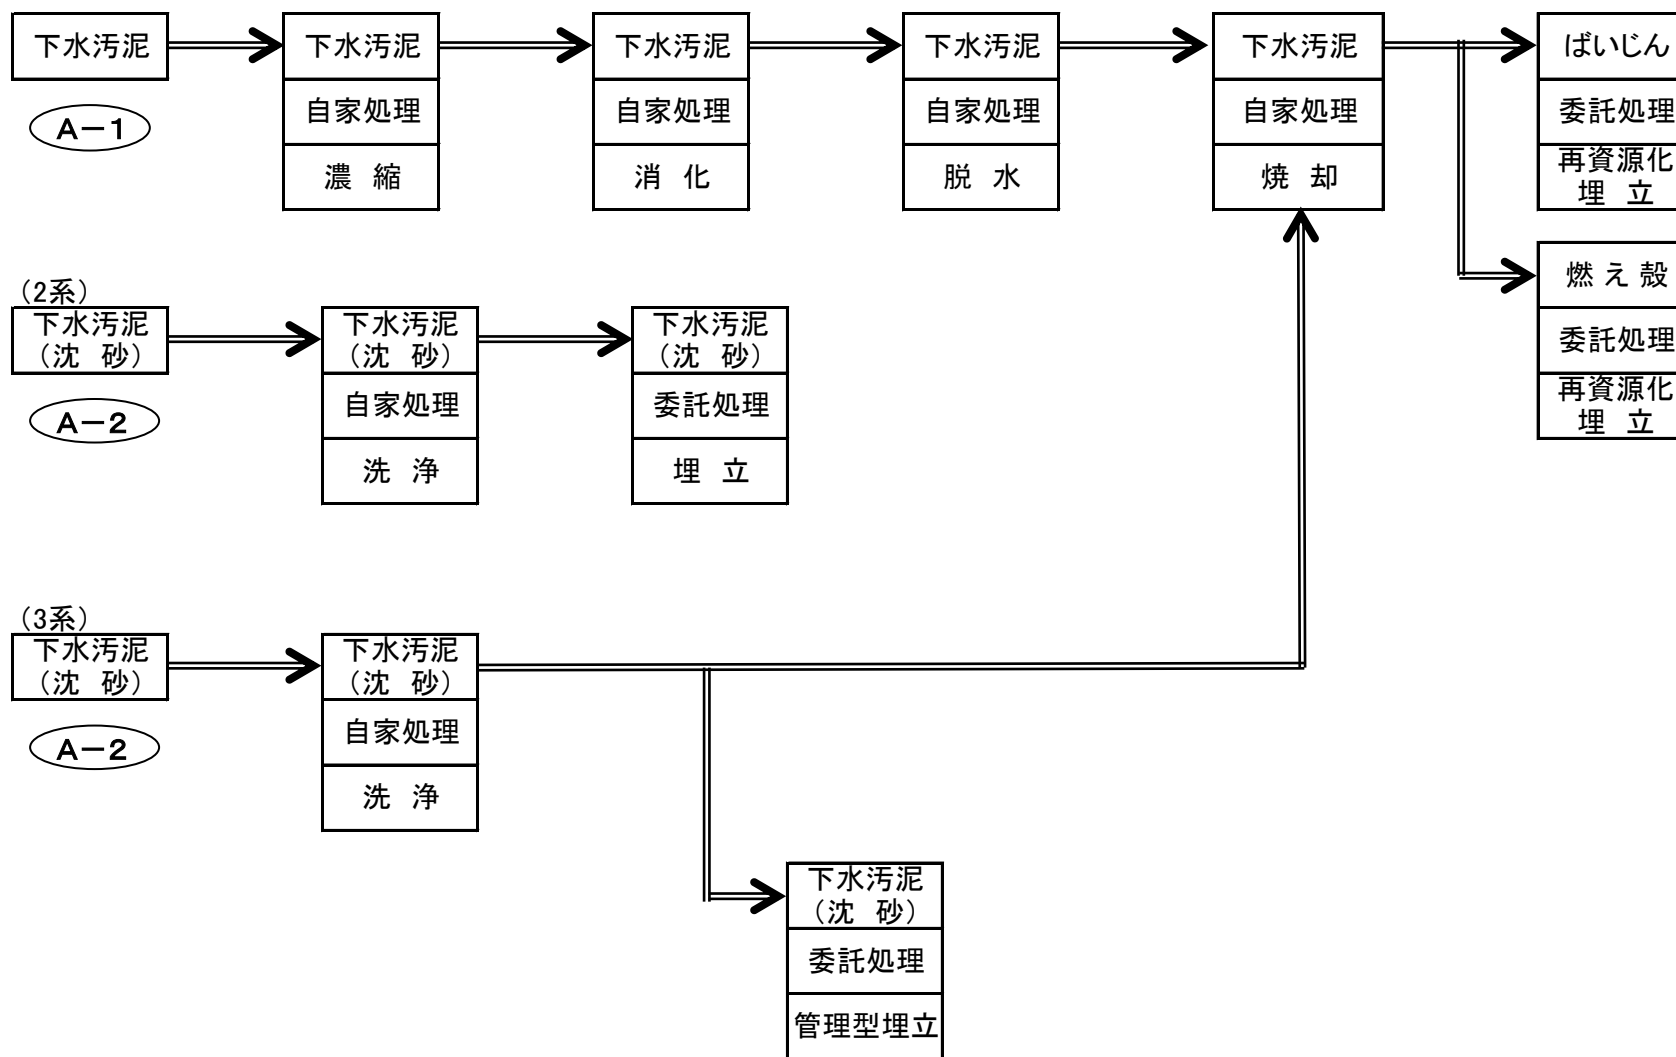 下水汚泥
A－1
下水汚泥
自家処理
濃 縮
下水汚泥
自家処理
消 化
下水汚泥
自家処理
脱 水
下水汚泥
自家処理
焼 却
ばいじん
委託処理
再資源化
埋 立
燃 え 殻
委託処理
再資源化
埋 立
（2系）
下水汚泥
（沈 砂）
A－2
下水汚泥
（沈 砂）
自家処理
洗 浄
下水汚泥
（沈 砂）
委託処理
埋 立
（3系）
下水汚泥
（沈 砂）
A－2
下水汚泥
（沈 砂）
自家処理
洗 浄
下水汚泥
（沈 砂）
委託処理
管理型埋立